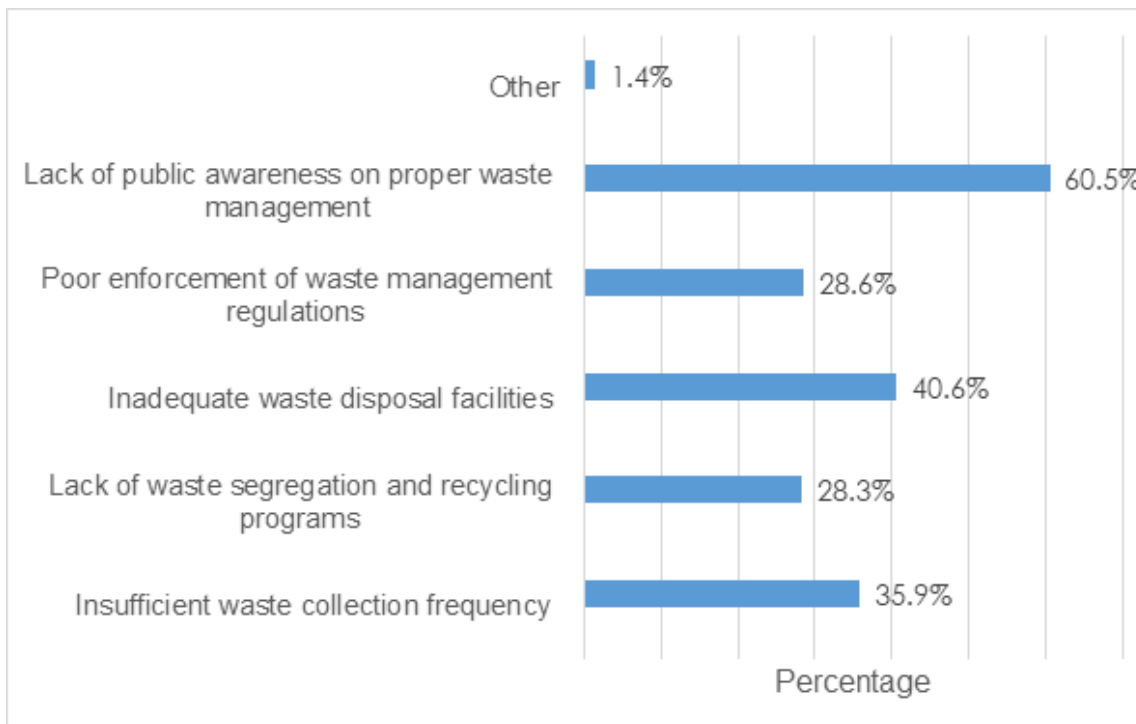 Other
1.4%
Lack of public awareness on proper waste
management
60.5%
Poor enforcement of waste management
regulations
28.6%
Inadequate waste disposal facilities
40.6%
Lack of waste segregation and recycling
programs
28.3%
Insufficient waste collection frequency
35.9%
Percentage